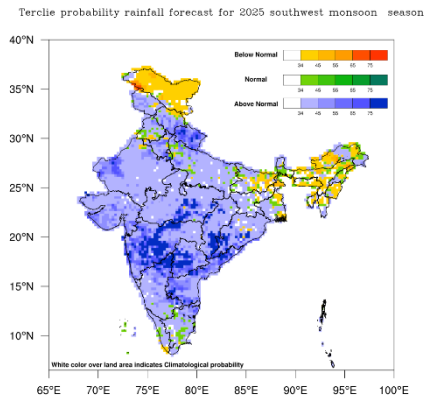 Terclie probability rainfall forecast for 2025 southwest monsoon season
40°N
35°N
30°N
25°N
20°N
15°N
10°N
65°E 70°E 75°E 80°E 85°E 90°E 95°E 100°E
Below Normal
34 45 55 65 75
Normal
34 45 55 65 75
Above Normal
34 45 55 65 75
White color over land area indicates Climatological probability